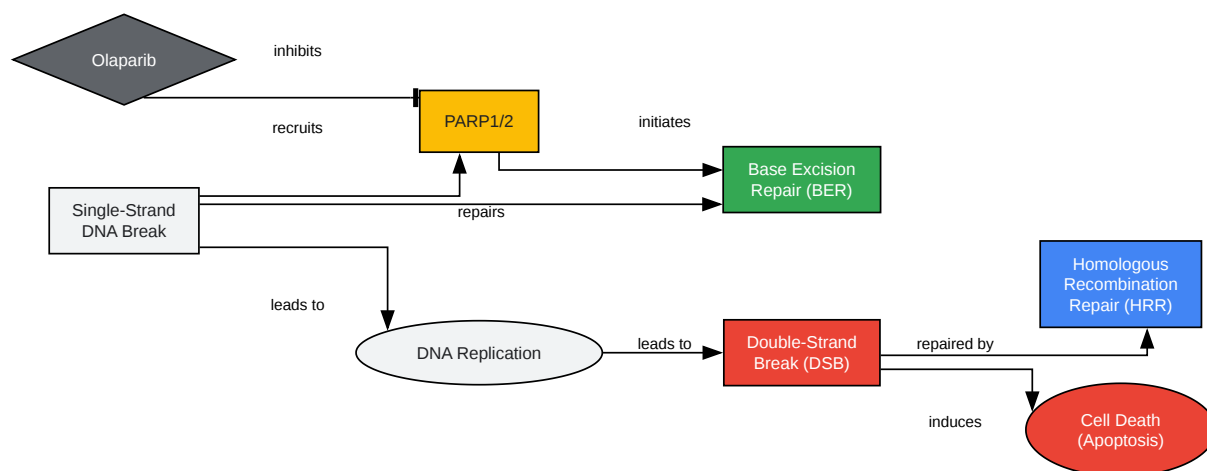 Olaparib
inhibits
recruits
PARP1/2
initiates
Base Excision
Repair (BER)
Single-Strand
DNA Break
repairs
leads to
DNA Replication
leads to
Double-Strand
Break (DSB)
repaired by
Homologous
Recombination
Repair (HRR)
induces
Cell Death
(Apoptosis)